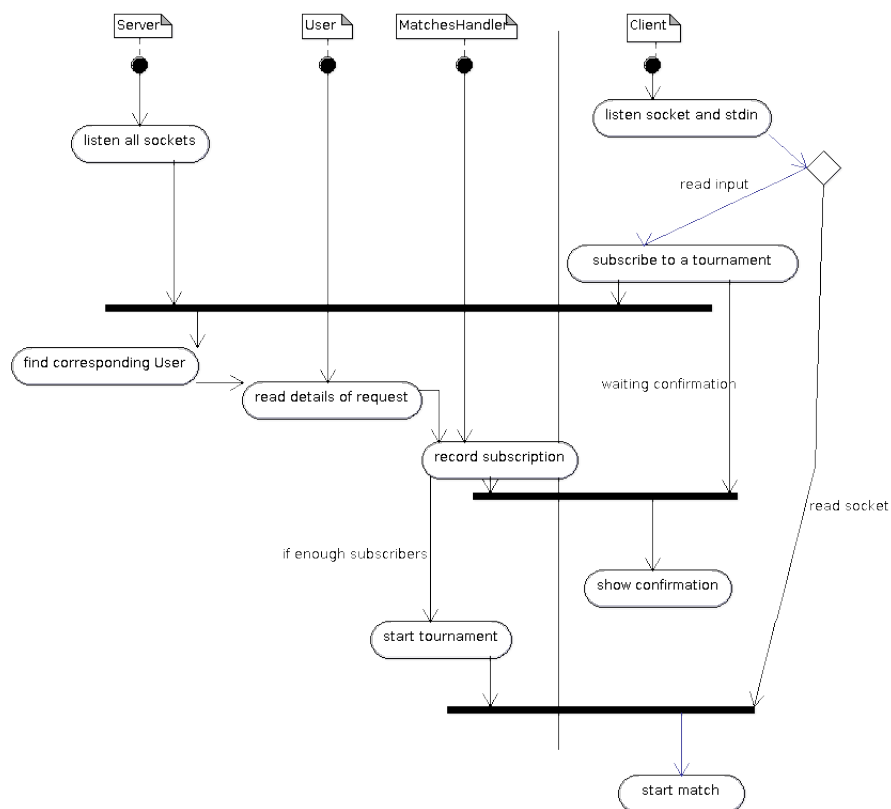 Server
User
MatchesHandler
Client
listen all sockets
listen socket and stdin
read input
subscribe to a tournament
find corresponding User
read details of request
waiting confirmation
record subscription
read socket
if enough subscribers
show confirmation
start tournament
start match